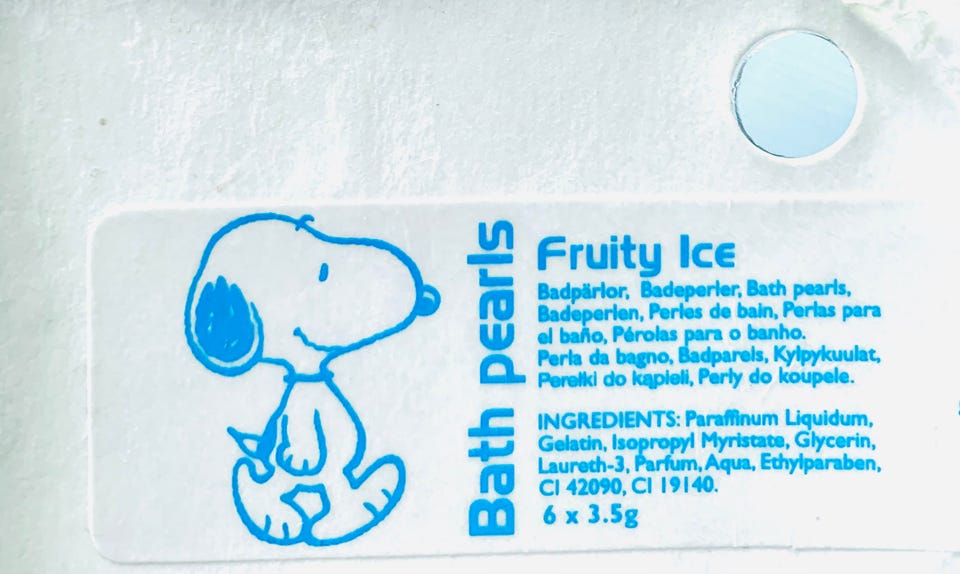 Bath pearls
Fruity Ice
Badpärlor, Badeperler, Bath pearls,
Badeperlen, Perles de bain, Perlas para
el baño, Pérolas para o banho.
Perla da bagno, Badparels, Kylpykuulat,
Perełki do kąpieli, Perly do koupele.
INGREDIENTS: Paraffinum Liquidum,
Gelatin, Isopropyl Myristate, Glycerin,
Laureth-3, Parfum, Aqua, Ethylparaben,
CI 42090, CI 19140.
6 x 3.5g